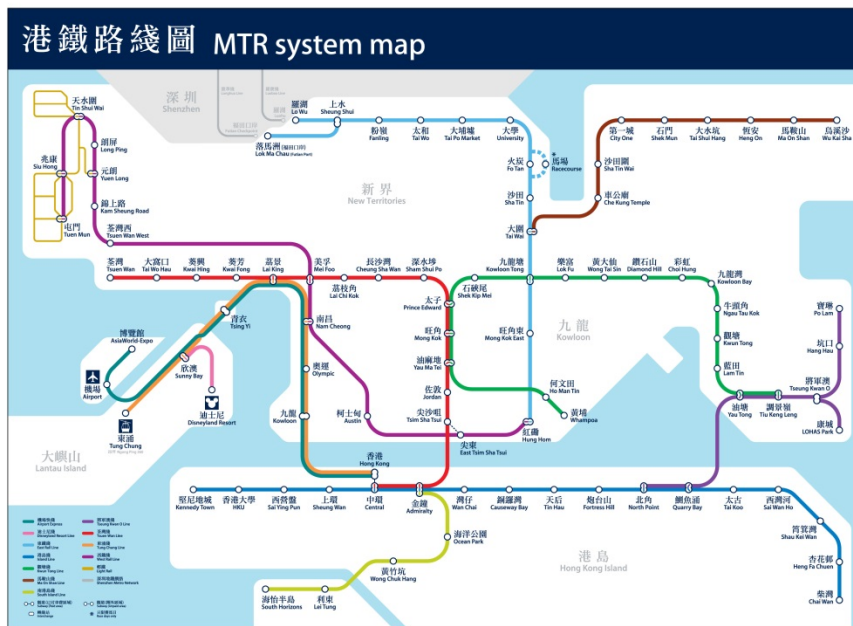 港鐵路綫圖 MTR system map
深圳
Shenzhen
天水圍
Tin Shui Wai
朗屏
Long Ping
兆康
Siu Hong
元朗
Yuen Long
錦上路
Kam Sheung Road
屯門
Tuen Mun
荃灣西
Tsuen Wan West
羅湖
Lo Wu
上水
Sheung Shui
落馬洲
Lok Ma Chau
粉嶺
Fanling
太和
Tai Wo
大埔墟
Tai Po Market
大學
University
火炭
Fo Tan
馬場
Racecourse
沙田
Sha Tin
大圍
Tai Wai
第一城
City One
石門
Shek Mun
大水坑
Tai Shui Hang
恆安
Heng On
馬鞍山
Ma On Shan
烏溪沙
Wu Kai Sha
沙田圍
Sha Tin Wai
車公廟
Che Kung Temple
新界
New Territories
荃灣
Tsuen Wan
大窩口
Tai Wo Hau
葵興
Kwai Hing
葵芳
Kwai Fong
荔景
Lai King
美孚
Mei Foo
荔枝角
Lai Chi Kok
長沙灣
Cheung Sha Wan
深水埗
Sham Shui Po
太子
Prince Edward
石硤尾
Shek Kip Mei
九龍塘
Kowloon Tong
樂富
Lok Fu
黃大仙
Wong Tai Sin
鑽石山
Diamond Hill
彩虹
Choi Hung
九龍灣
Kowloon Bay
牛頭角
Ngau Tau Kok
觀塘
Kwun Tong
藍田
Lam Tin
油塘
Yau Tong
調景嶺
Tiu Keng Leng
寶琳
Po Lam
坑口
Hang Hau
將軍澳
Tseung Kwan O
康城
LOHAS Park
九龍
Kowloon
青衣
Tsing Yi
南昌
Nam Cheong
旺角
Mong Kok
旺角東
Mong Kok East
油麻地
Yau Ma Tei
何文田
Ho Man Tin
黃埔
Whampoa
奧運
Olympic
佐敦
Jordan
九龍
Kowloon
柯士甸
Austin
尖沙咀
Tsim Sha Tsui
尖東
East Tsim Sha Tsui
紅磡
Hung Hom
博覽館
AsiaWorld-Expo
機場
Airport
欣澳
Sunny Bay
迪士尼
Disneyland Resort
東涌
Tung Chung
大嶼山
Lantau Island
香港
Hong Kong
堅尼地城
Kennedy Town
香港大學
HKU
西營盤
Sai Ying Pun
上環
Sheung Wan
中環
Central
金鐘
Admiralty
灣仔
Wan Chai
銅鑼灣
Causeway Bay
天后
Tin Hau
炮台山
Fortress Hill
北角
North Point
鰂魚涌
Quarry Bay
太古
Tai Koo
西灣河
Sai Wan Ho
筲箕灣
Shau Kei Wan
杏花邨
Heng Fa Chuen
柴灣
Chai Wan
海洋公園
Ocean Park
黃竹坑
Wong Chuk Hang
利東
Lei Tung
海怡半島
South Horizons
港島
Hong Kong Island